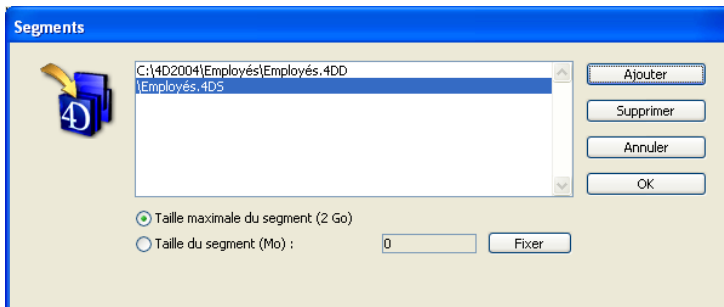 Segments
C:\4D2004\Employés\Employés.4DD
\Employés.4DS
Ajouter
Supprimer
Annuler
OK
4D
Taille maximale du segment (2 Go)
Taille du segment (Mo) :
0
Fixer